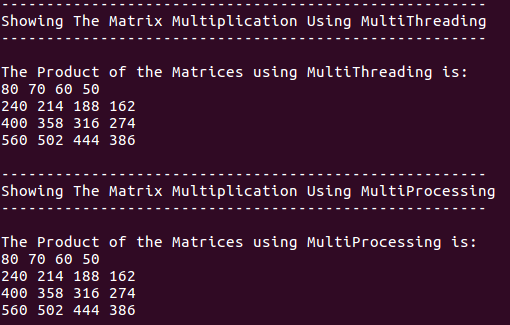 ------------------------------------------------------
Showing The Matrix Multiplication Using MultiThreading
------------------------------------------------------
The Product of the Matrices using MultiThreading is:
80 70 60 50
240 214 188 162
400 358 316 274
560 502 444 386
------------------------------------------------------
Showing The Matrix Multiplication Using MultiProcessing
------------------------------------------------------
The Product of the Matrices using MultiProcessing is:
80 70 60 50
240 214 188 162
400 358 316 274
560 502 444 386